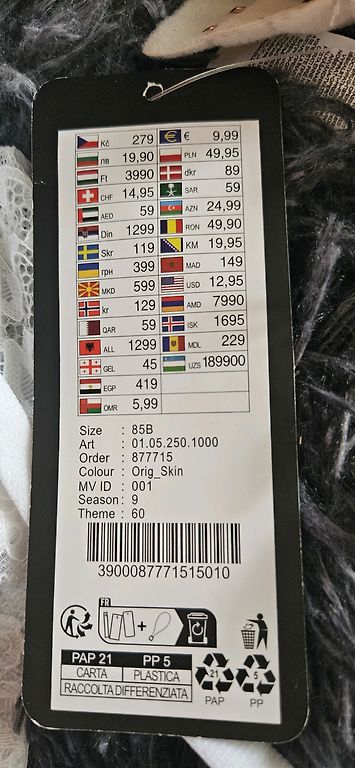 Kč 279 € 9,99
лв 19,90 PLN 49,95
Ft 3990 dkr 89
CHF 14,95 SAR 59
AED 59 AZN 24,99
Din 1299 RON 49,90
Skr 119 KM 19,95
грн 399 MAD 149
MKD 599 USD 12,95
kr 129 AMD 7990
QAR 59 ISK 1695
ALL 1299 MDL 229
GEL 45 UZS 189900
EGP 419
OMR 5,99
Size : 85B
Art : 01.05.250.1000
Order : 877715
Colour : Orig_Skin
MV ID : 001
Season : 9
Theme : 60
3900087771515010
FR
+
PAP 21 PP 5
CARTA PLASTICA
RACCOLTA DIFFERENZIATA
21 5
PAP PP